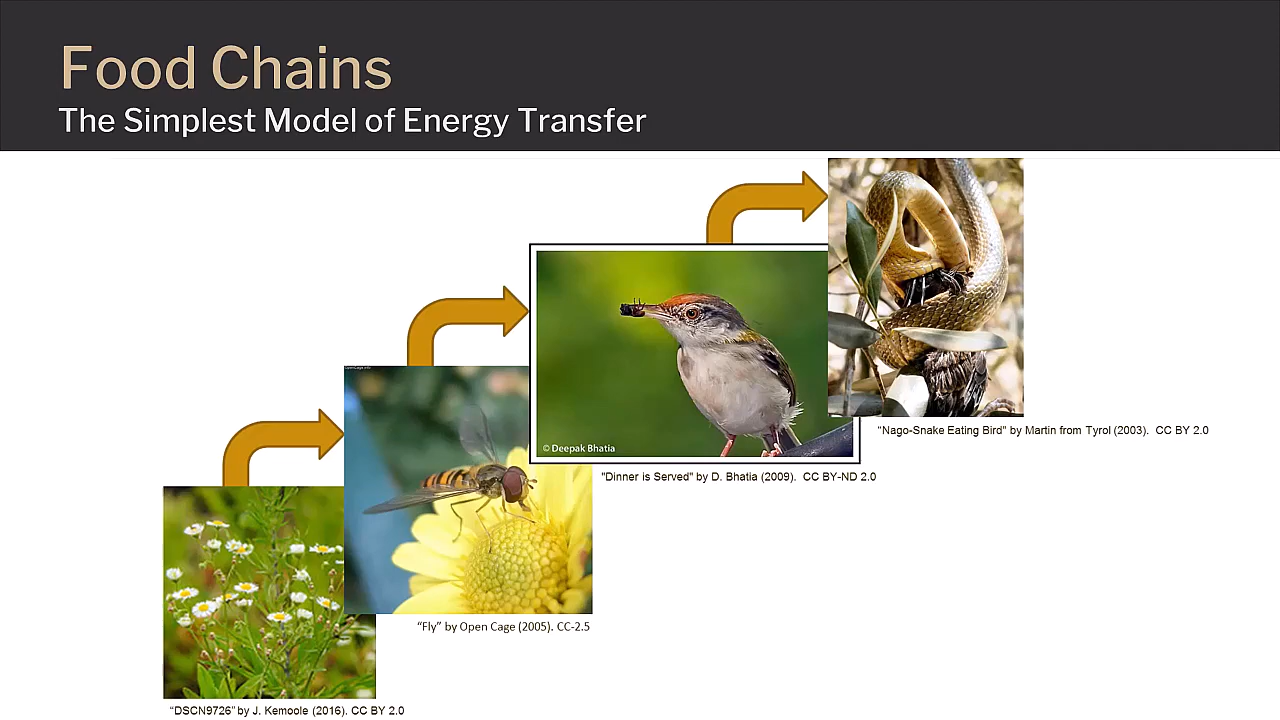 Food Chains
The Simplest Model of Energy Transfer
"Nago-Snake Eating Bird" by Martin from Tyrol (2003).  CC BY 2.0
© Deepak Bhatia
"Dinner is Served" by D. Bhatia (2009).  CC BY-ND 2.0
“Fly” by Open Cage (2005). CC-2.5
"DSCN9726" by J. Kemoole (2016). CC BY 2.0